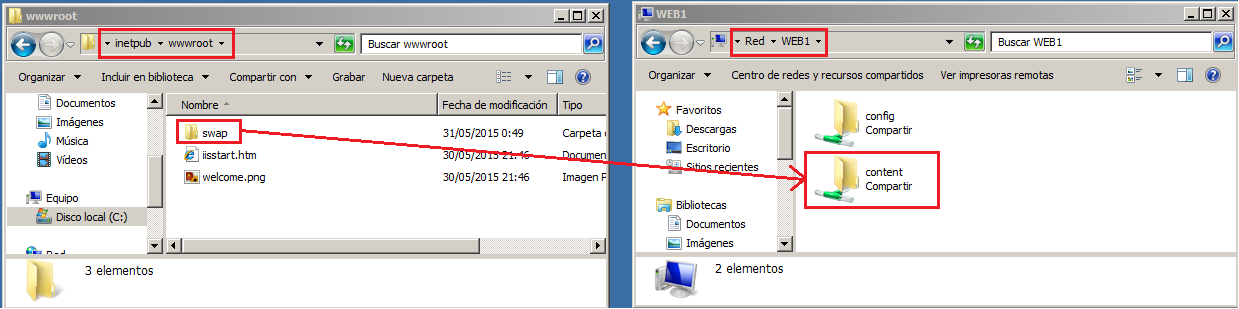 wwwroot
inetpub wwwroot
Buscar wwwroot
Organizar Incluir en biblioteca Compartir con Grabar Nueva carpeta
Documentos
Imágenes
Música
Vídeos
Equipo
Disco local (C:)
Red
Nombre Fecha de modificación Tipo
swap 31/05/2015 0:49 Carpeta
iisstart.htm 30/05/2015 21:46 Docume
welcome.png 30/05/2015 21:46 Imagen P
3 elementos
WEB1
Red WEB1
Buscar WEB1
Organizar Centro de redes y recursos compartidos Ver impresoras remotas
Favoritos
Descargas
Escritorio
Sitios recientes
Bibliotecas
Documentos
Imágenes
config
Compartir
content
Compartir
2 elementos